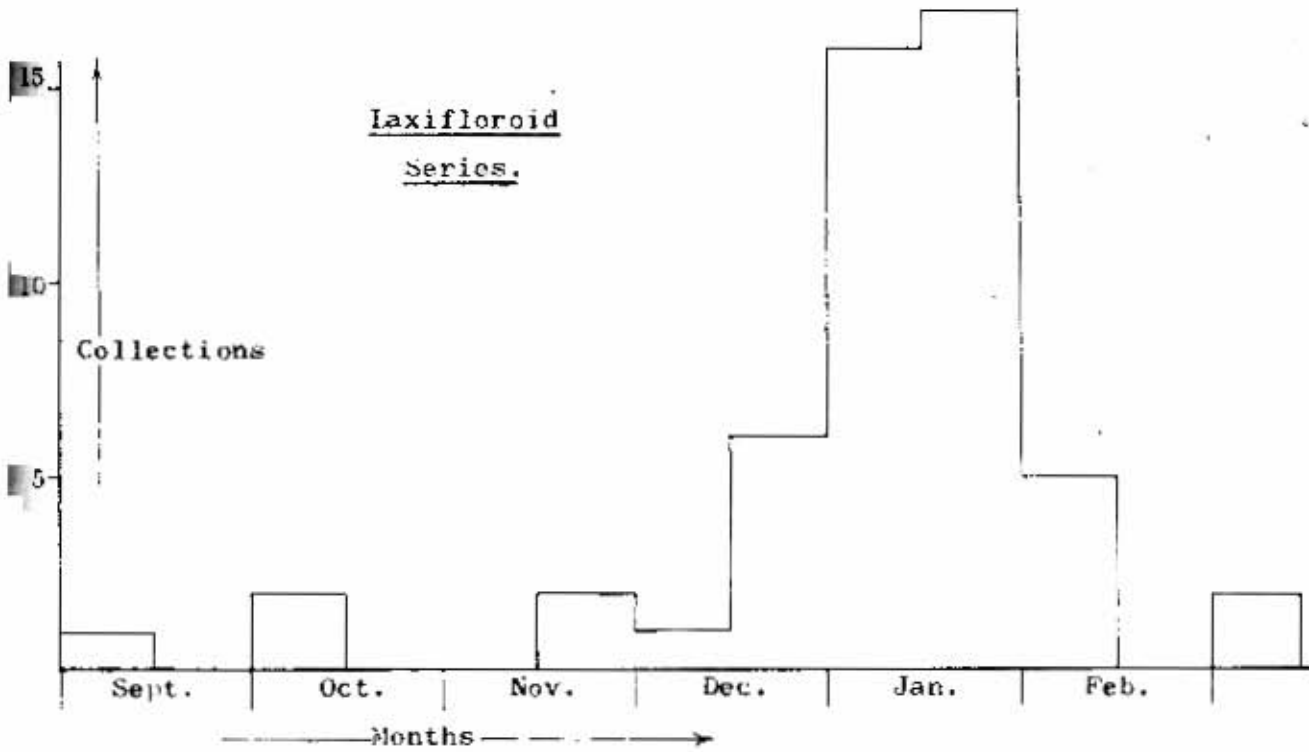 15
Laxifloroid
Series.
10
Collections
5
Sept. Oct. Nov. Dec. Jan. Feb.
Months